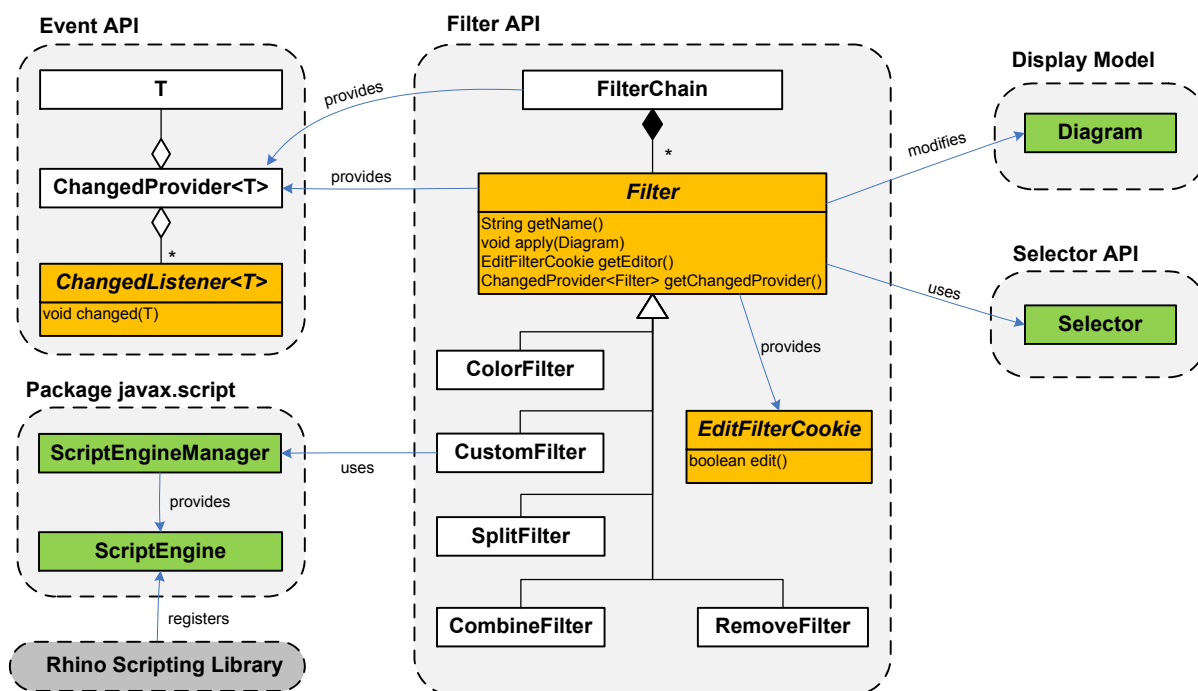 Event API
T
ChangedProvider<T>
*
ChangedListener<T>
void changed(T)
provides
provides
Filter API
FilterChain
*
Filter
String getName()
void apply(Diagram)
EditFilterCookie getEditor()
ChangedProvider<Filter> getChangedProvider()
modifies
Display Model
Diagram
uses
Selector API
Selector
provides
EditFilterCookie
boolean edit()
ColorFilter
CustomFilter
SplitFilter
CombineFilter
RemoveFilter
uses
Package javax.script
ScriptEngineManager
provides
ScriptEngine
registers
Rhino Scripting Library